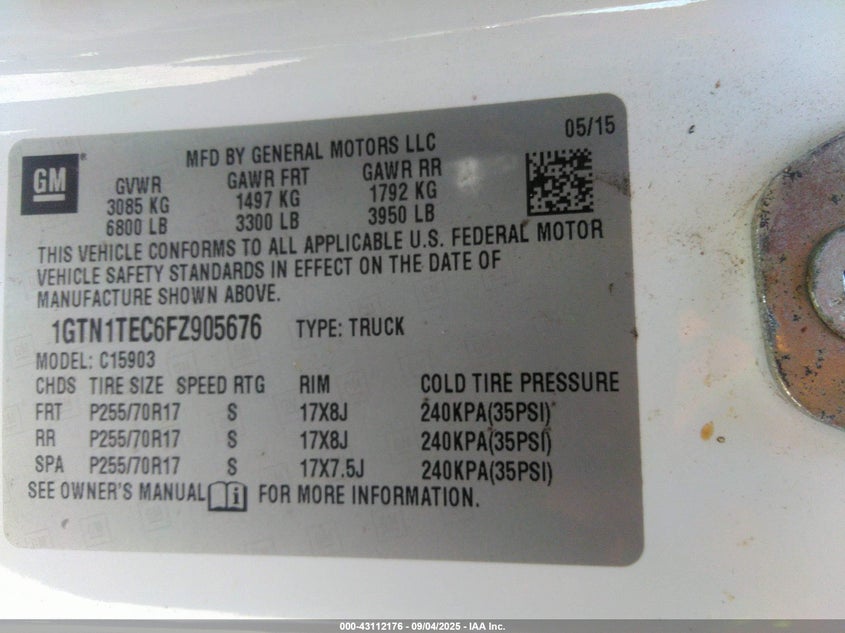 05/15
MFD BY GENERAL MOTORS LLC
GM
GVWR GAWR FRT GAWR RR
3085 KG 1497 KG 1792 KG
6800 LB 3300 LB 3950 LB
THIS VEHICLE CONFORMS TO ALL APPLICABLE U.S. FEDERAL MOTOR
VEHICLE SAFETY STANDARDS IN EFFECT ON THE DATE OF
MANUFACTURE SHOWN ABOVE.
1GTN1TEC6FZ905676 TYPE: TRUCK
MODEL: C15903
CHDS TIRE SIZE SPEED RTG RIM COLD TIRE PRESSURE
FRT P255/70R17 S 17X8J 240KPA(35PSI)
RR P255/70R17 S 17X8J 240KPA(35PSI)
SPA P255/70R17 S 17X7.5J 240KPA(35PSI)
SEE OWNER'S MANUAL FOR MORE INFORMATION.
000-43112176 - 09/04/2025 - IAA Inc.